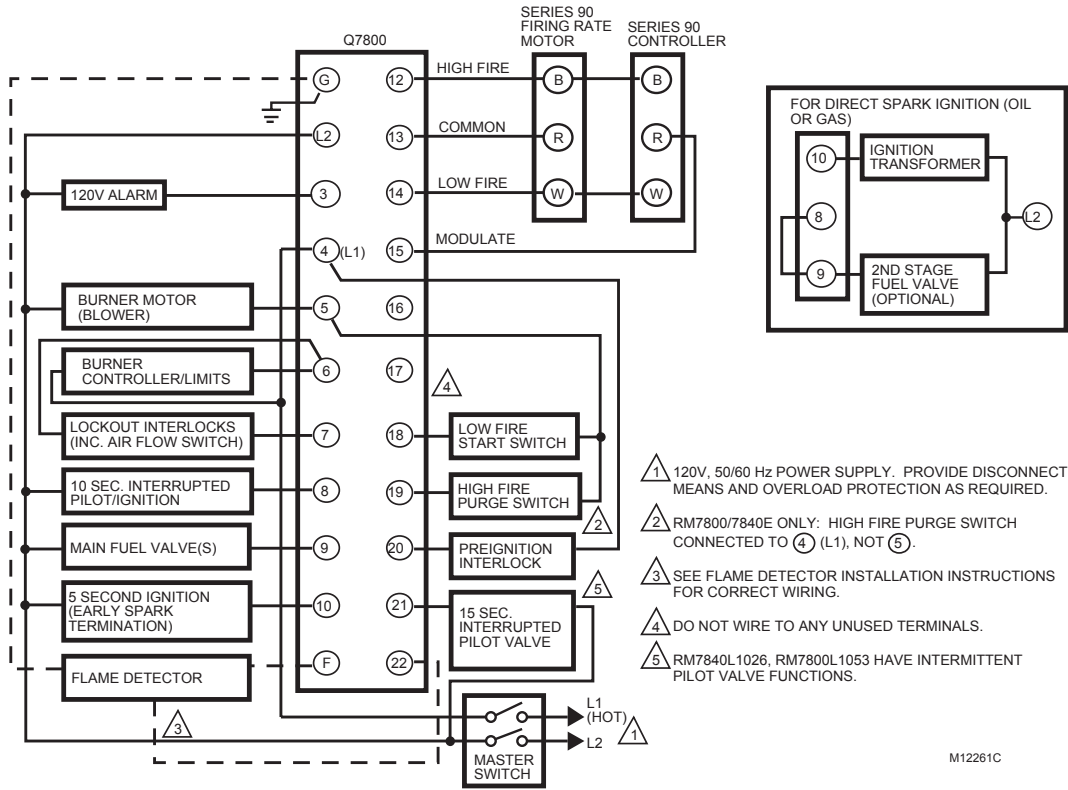 Q7800
SERIES 90
FIRING RATE
MOTOR
SERIES 90
CONTROLLER
G
12
HIGH FIRE
B
B
L2
13
COMMON
R
R
120V ALARM
3
14
LOW FIRE
W
W
4
(L1)
15
MODULATE
BURNER MOTOR
(BLOWER)
5
16
BURNER
CONTROLLER/LIMITS
6
17
4
LOCKOUT INTERLOCKS
(INC. AIR FLOW SWITCH)
7
18
LOW FIRE
START SWITCH
10 SEC. INTERRUPTED
PILOT/IGNITION
8
19
HIGH FIRE
PURGE SWITCH
2
MAIN FUEL VALVE(S)
9
20
PREIGNITION
INTERLOCK
5
5 SECOND IGNITION
(EARLY SPARK
TERMINATION)
10
21
15 SEC.
INTERRUPTED
PILOT VALVE
FLAME DETECTOR
F
22
3
MASTER
SWITCH
L1
(HOT)
L2
1
FOR DIRECT SPARK IGNITION (OIL
OR GAS)
10
IGNITION
TRANSFORMER
8
L2
9
2ND STAGE
FUEL VALVE
(OPTIONAL)
1 120V, 50/60 Hz POWER SUPPLY. PROVIDE DISCONNECT
MEANS AND OVERLOAD PROTECTION AS REQUIRED.
2 RM7800/7840E ONLY: HIGH FIRE PURGE SWITCH
CONNECTED TO 4 (L1), NOT 5.
3 SEE FLAME DETECTOR INSTALLATION INSTRUCTIONS
FOR CORRECT WIRING.
4 DO NOT WIRE TO ANY UNUSED TERMINALS.
5 RM7840L1026, RM7800L1053 HAVE INTERMITTENT
PILOT VALVE FUNCTIONS.
M12261C